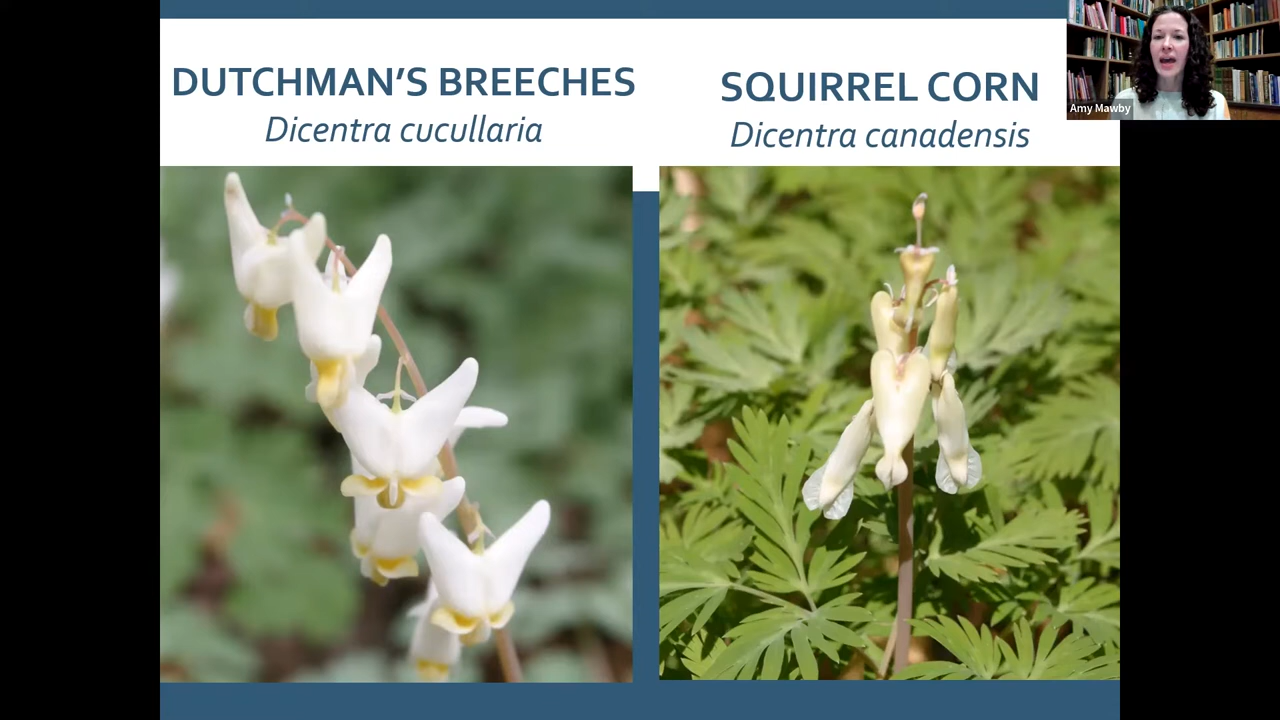 DUTCHMAN'S BREECHES
Dicentra cucullaria
SQUIRREL CORN
Dicentra canadensis
Amy Mawby